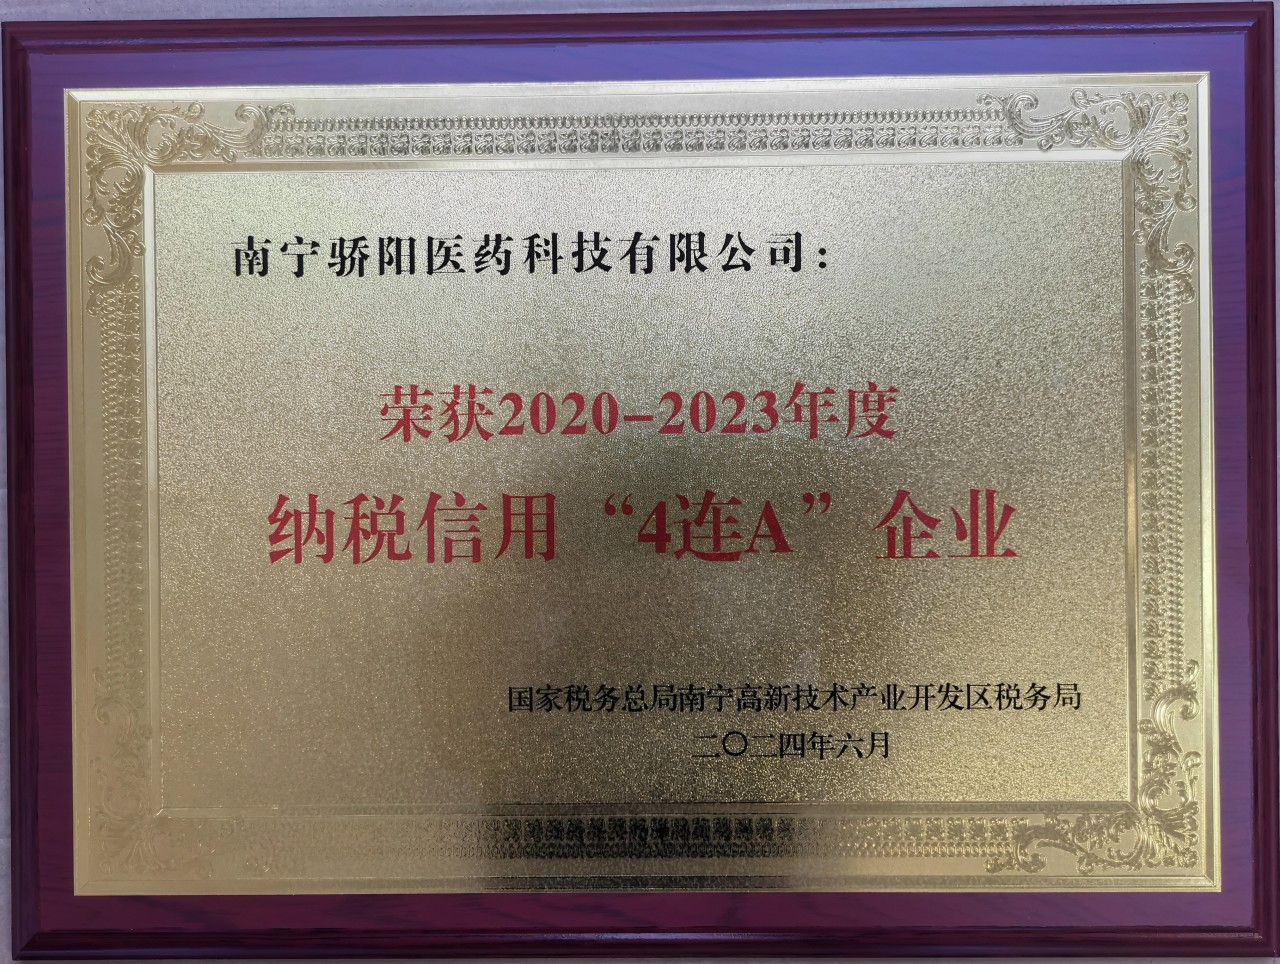 南宁骄阳医药科技有限公司：
荣获2020-2023年度
纳税信用“4连A”企业
国家税务总局南宁高新技术产业开发区税务局
二〇二四年六月